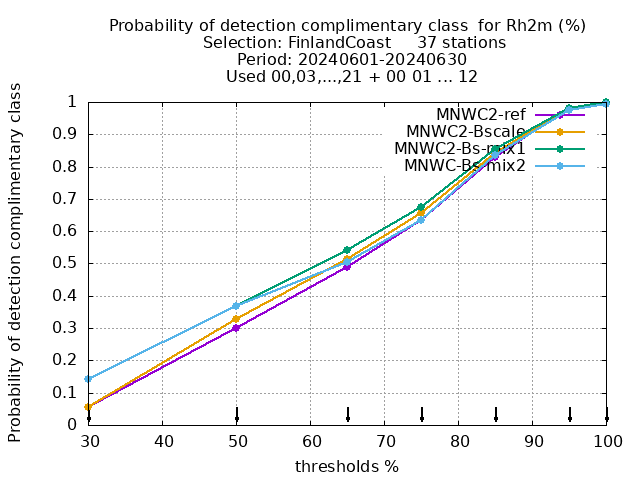 Probability of detection complimentary class  for Rh2m (%)
Selection: FinlandCoast     37 stations
Period: 20240601-20240630
Used 00,03,...,21 + 00 01 ... 12
Probability of detection complimentary class
1
0.9
0.8
0.7
0.6
0.5
0.4
0.3
0.2
0.1
0
MNWC2-ref
MNWC2-Bscale
MNWC2-Bs-mix1
MNWC-Bs-mix2
30 40 50 60 70 80 90 100
thresholds %